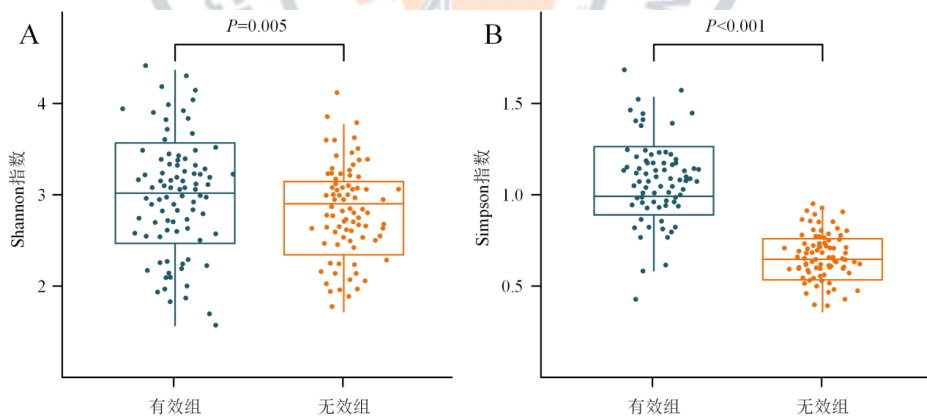 A
P=0.005
Shannon指数
4
3
2
有效组
无效组
B
P<0.001
Simpson指数
1.5
1.0
0.5
有效组
无效组